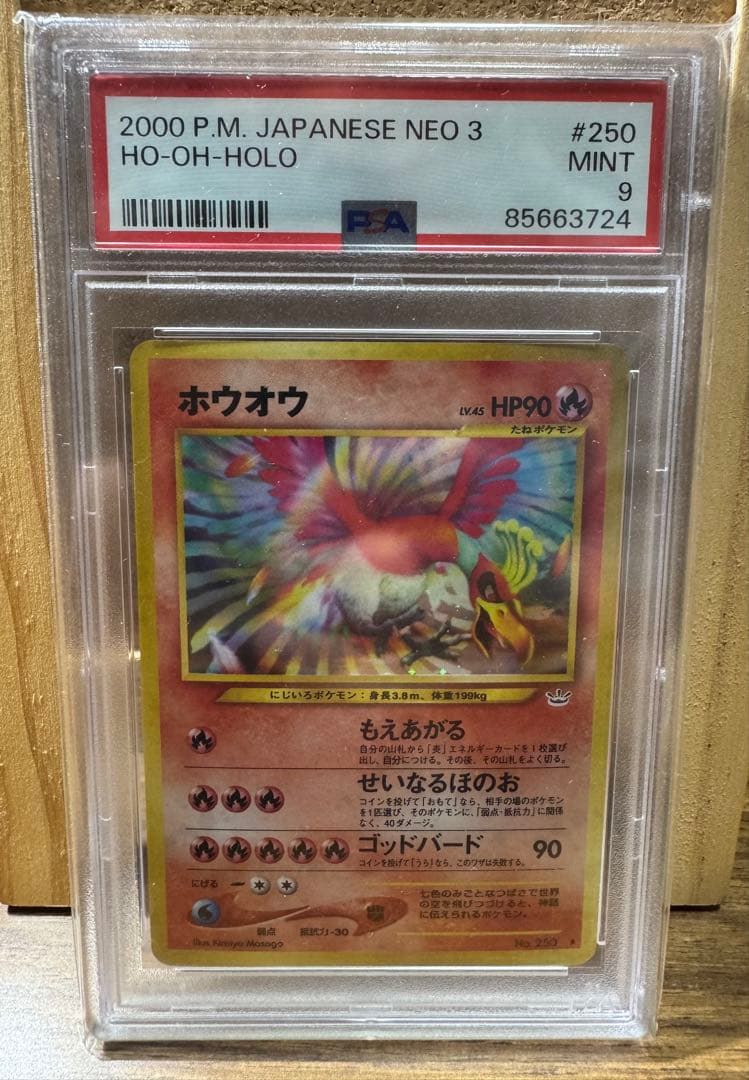 2000 P.M. JAPANESE NEO 3 #250
HO-OH-HOLO MINT
9
PSA 85663724
ホウオウ LV.45 HP90
たねポケモン
にじいろポケモン：身長3.8m、体重199kg
もえあがる
自分の山札から「炎」エネルギーカードを1枚選び
出し、自分につける。その後、その山札をよく切る。
せいなるほのお
コインを投げて「おもて」なら、相手の場のポケモン
を1匹選び、そのポケモンに、「弱点・抵抗力」に関係
なく、40ダメージ。
ゴッドバード 90
コインを投げて「うら」なら、このワザは失敗する。
にげる
七色のみごとなつばさで世界
の空を飛びつづけると、神話
に伝えられるポケモン。
弱点 抵抗力 -30
Illus. Kimiya Masago No. 250